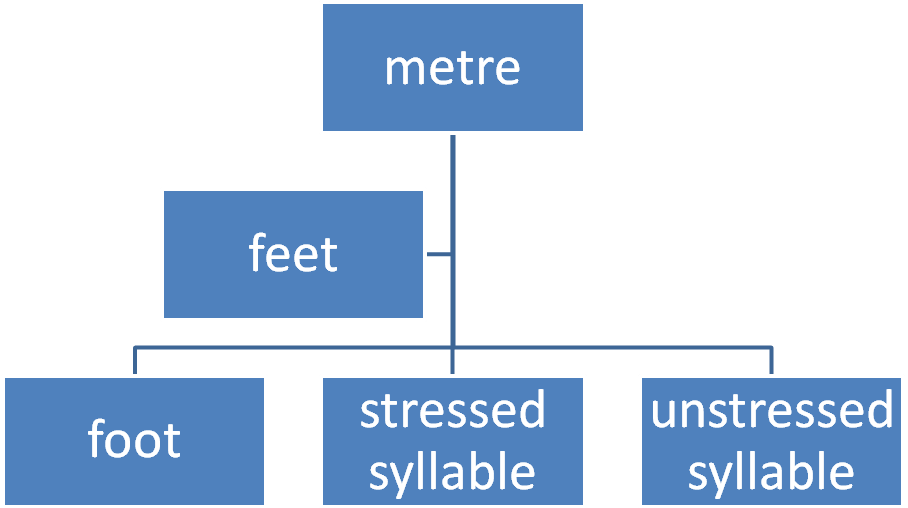 metre
feet
foot
stressed
syllable
unstressed
syllable